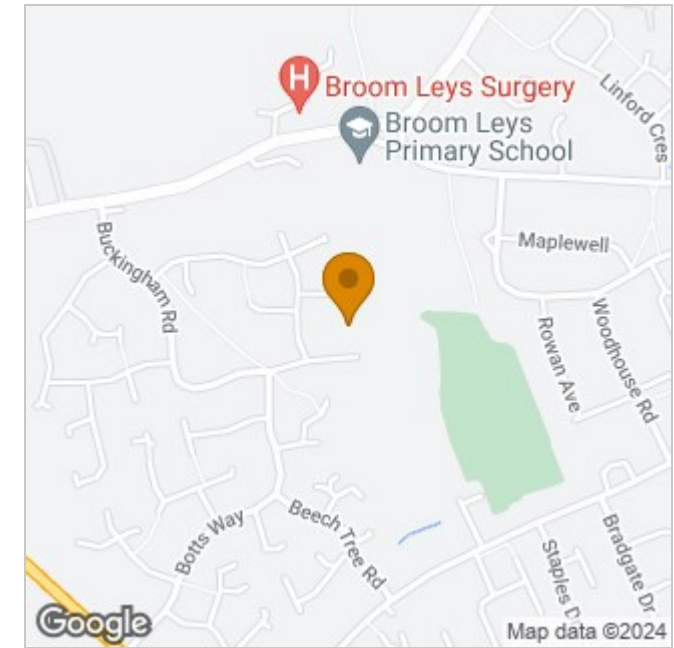 H
Broom Leys Surgery
Broom Leys
Primary School
Linford Cres
Buckingham Rd
Maplewell
Rowan Ave
Woodhouse Rd
Botts Way
Beech Tree Rd
Staples D
Bradgate Dr
Google
Map data ©2024